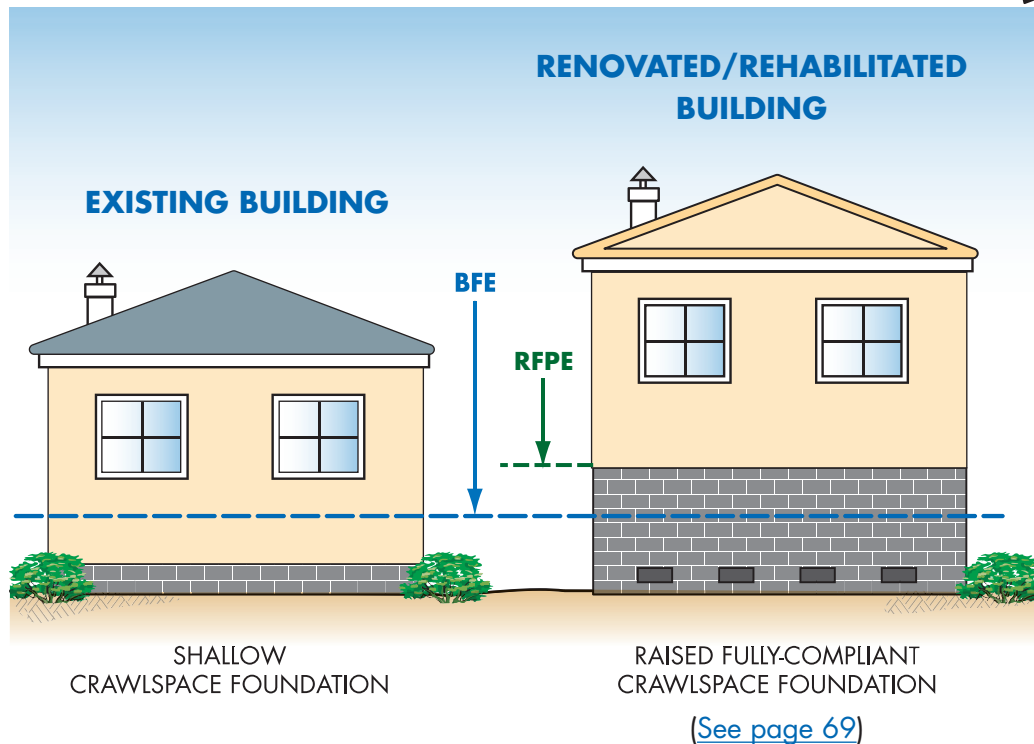 RENOVATED/REHABILITATED
BUILDING
EXISTING BUILDING
BFE
RFPE
SHALLOW
CRAWLSPACE FOUNDATION
RAISED FULLY-COMPLIANT
CRAWLSPACE FOUNDATION
(See page 69)